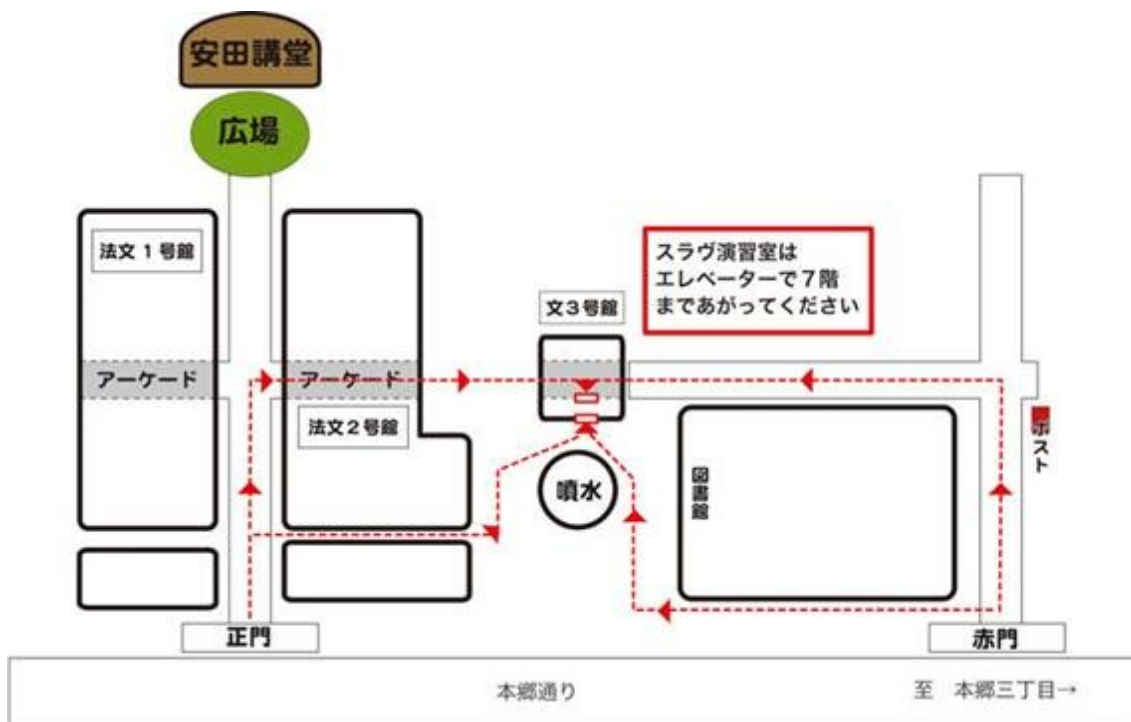 安田講堂
広場
法文1号館
スラヴ演習室は
エレベーターで7階
まであがってください
文3号館
アーケード
アーケード
法文2号館
ポスト
図書館
噴水
正門
赤門
本郷通り
至 本郷三丁目→